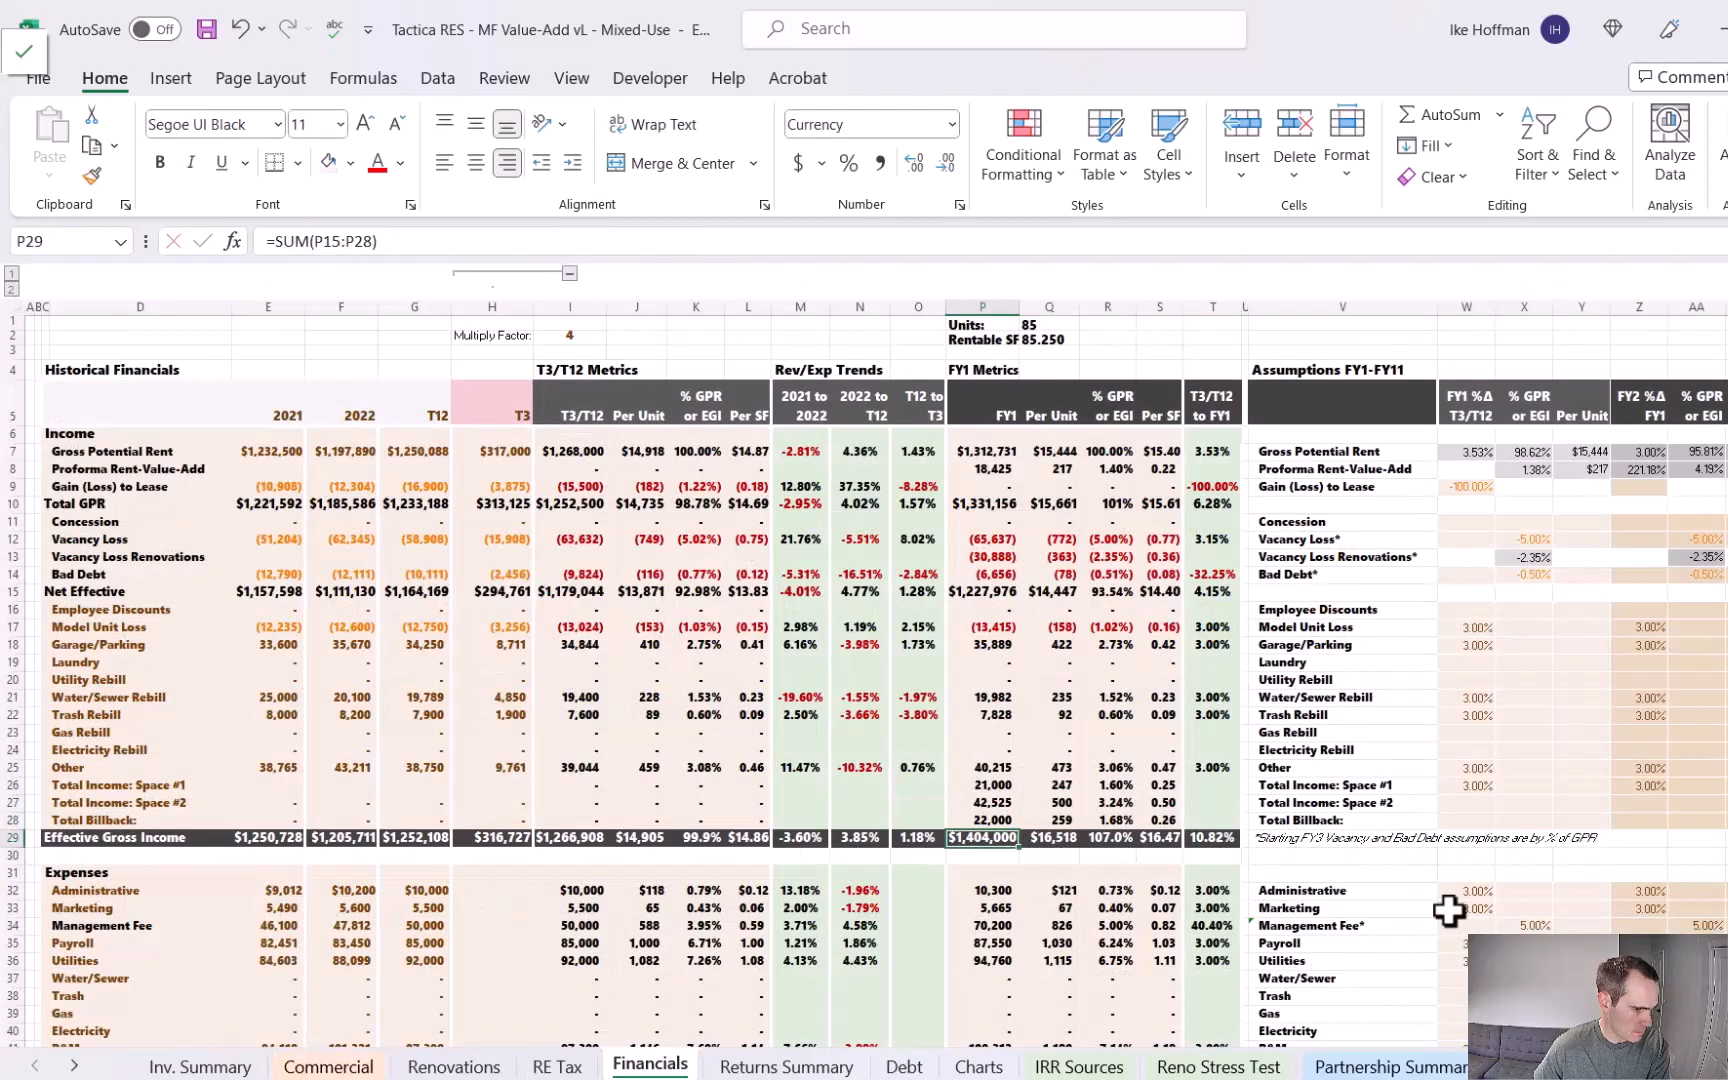 AutoSave Off abc Tactica RES - MF Value-Add vL - Mixed-Use - E... Search Ike Hoffman IH
File Home Insert Page Layout Formulas Data Review View Developer Help Acrobat Comment
Paste Segoe UI Black 11 Wrap Text Currency Conditional Formatting Format as Table Cell Styles Insert Delete Format AutoSum Fill Clear Sort & Filter Find & Select Analyze Data
B I U A Merge & Center $ %
Clipboard Font Alignment Number Styles Cells Editing Analysis
P29 fx =SUM(P15:P28)
1
2
A B C D E F G H I J K L M N O P Q R S T U V W X Y Z AA
1 Units: 85
2 Multiply Factor: 4
3 Rentable SF 85.250
4 Historical Financials T3/T12 Metrics Rev/Exp Trends FY1 Metrics Assumptions FY1-FY11
% GPR 2021 to 2022 to T12 to % GPR T3/T12 FY1 %Δ % GPR FY2 %Δ % GPR
5 2021 2022 T12 T3 T3/T12 Per Unit or EGI Per SF 2022 T12 T3 FY1 Per Unit or EGI Per SF to FY1 T3/T12 or EGI Per Unit FY1 or EGI
6 Income
7 Gross Potential Rent $1,232,500 $1,197,890 $1,250,088 $317,000 $1,268,000 $14,918 100.00% $14.87 -2.81% 4.36% 1.43% $1,312,731 $15,444 100.00% $15.40 3.53% Gross Potential Rent 3.53% 98.62% $15,444 3.00% 95.81%
8 Proforma Rent-Value-Add - - - - 18,425 217 1.40% 0.22 Proforma Rent-Value-Add 1.38% $217 221.18% 4.19%
9 Gain (Loss) to Lease (10,908) (12,304) (16,900) (3,875) (15,500) (182) (1.22%) (0.18) 12.80% 37.35% -8.28% - - - - -100.00% Gain (Loss) to Lease -100.00%
10 Total GPR $1,221,592 $1,185,586 $1,233,188 $313,125 $1,252,500 $14,735 98.78% $14.69 -2.95% 4.02% 1.57% $1,331,156 $15,661 101% $15.61 6.28%
11 Concession - - - - - - - - - - - - Concession
12 Vacancy Loss (51,204) (62,345) (58,908) (15,908) (63,632) (749) (5.02%) (0.75) 21.76% -5.51% 8.02% (65,637) (772) (5.00%) (0.77) 3.15% Vacancy Loss* -5.00% -5.00%
13 Vacancy Loss Renovations - - - - (30,888) (363) (2.35%) (0.36) Vacancy Loss Renovations* -2.35% -2.35%
14 Bad Debt (12,790) (12,111) (10,111) (2,456) (9,824) (116) (0.77%) (0.12) -5.31% -16.51% -2.84% (6,656) (78) (0.51%) (0.08) -32.25% Bad Debt* -0.50% -0.50%
15 Net Effective $1,157,598 $1,111,130 $1,164,169 $294,761 $1,179,044 $13,871 92.98% $13.83 -4.01% 4.77% 1.28% $1,227,976 $14,447 93.54% $14.40 4.15%
16 Employee Discounts - - - - - - - - - - - - Employee Discounts
17 Model Unit Loss (12,235) (12,600) (12,750) (3,256) (13,024) (153) (1.03%) (0.15) 2.98% 1.19% 2.15% (13,415) (158) (1.02%) (0.16) 3.00% Model Unit Loss 3.00% 3.00%
18 Garage/Parking 33,600 35,670 34,250 8,711 34,844 410 2.75% 0.41 6.16% -3.98% 1.73% 35,889 422 2.73% 0.42 3.00% Garage/Parking 3.00% 3.00%
19 Laundry - - - - - - - - - - - - Laundry
20 Utility Rebill - - - - - - - - - - - - Utility Rebill
21 Water/Sewer Rebill 25,000 20,100 19,789 4,850 19,400 228 1.53% 0.23 -19.60% -1.55% -1.97% 19,982 235 1.52% 0.23 3.00% Water/Sewer Rebill 3.00% 3.00%
22 Trash Rebill 8,000 8,200 7,900 1,900 7,600 89 0.60% 0.09 2.50% -3.66% -3.80% 7,828 92 0.60% 0.09 3.00% Trash Rebill 3.00% 3.00%
23 Gas Rebill - - - - - - - - - - - - Gas Rebill
24 Electricity Rebill - - - - - - - - - - - - Electricity Rebill
25 Other 38,765 43,211 38,750 9,761 39,044 459 3.08% 0.46 11.47% -10.32% 0.76% 40,215 473 3.06% 0.47 3.00% Other 3.00% 3.00%
26 Total Income: Space #1 - - - - - - - - 21,000 247 1.60% 0.25 Total Income: Space #1 3.00% 3.00%
27 Total Income: Space #2 - - - - - - - - 42,525 500 3.24% 0.50 Total Income: Space #2
28 Total Billback: - - - - - - - - 22,000 259 1.68% 0.26 Total Billback:
29 Effective Gross Income $1,250,728 $1,205,711 $1,252,108 $316,727 $1,266,908 $14,905 99.9% $14.86 -3.60% 3.85% 1.18% $1,404,000 $16,518 107.0% $16.47 10.82% *Starting FY3 Vacancy and Bad Debt assumptions are by % of GPR
30
31 Expenses
32 Administrative $9,012 $10,200 $10,000 $10,000 $118 0.79% $0.12 13.18% -1.96% 10,300 $121 0.73% $0.12 3.00% Administrative 3.00% 3.00%
33 Marketing 5,490 5,600 5,500 5,500 65 0.43% 0.06 2.00% -1.79% 5,665 67 0.40% 0.07 3.00% Marketing 3.00% 3.00%
34 Management Fee 46,100 47,812 50,000 50,000 588 3.95% 0.59 3.71% 4.58% 70,200 826 5.00% 0.82 40.40% Management Fee* 5.00% 5.00%
35 Payroll 82,451 83,450 85,000 85,000 1,000 6.71% 1.00 1.21% 1.86% 87,550 1,030 6.24% 1.03 3.00% Payroll
36 Utilities 84,603 88,099 92,000 92,000 1,082 7.26% 1.08 4.13% 4.43% 94,760 1,115 6.75% 1.11 3.00% Utilities
37 Water/Sewer - - - - - - - - - - - Water/Sewer
38 Trash - - - - - - - - - - - Trash
39 Gas - - - - - - - - - - - Gas
40 Electricity - - - - - - - - - - - Electricity
Inv. Summary Commercial Renovations RE Tax Financials Returns Summary Debt Charts IRR Sources Reno Stress Test Partnership Summar